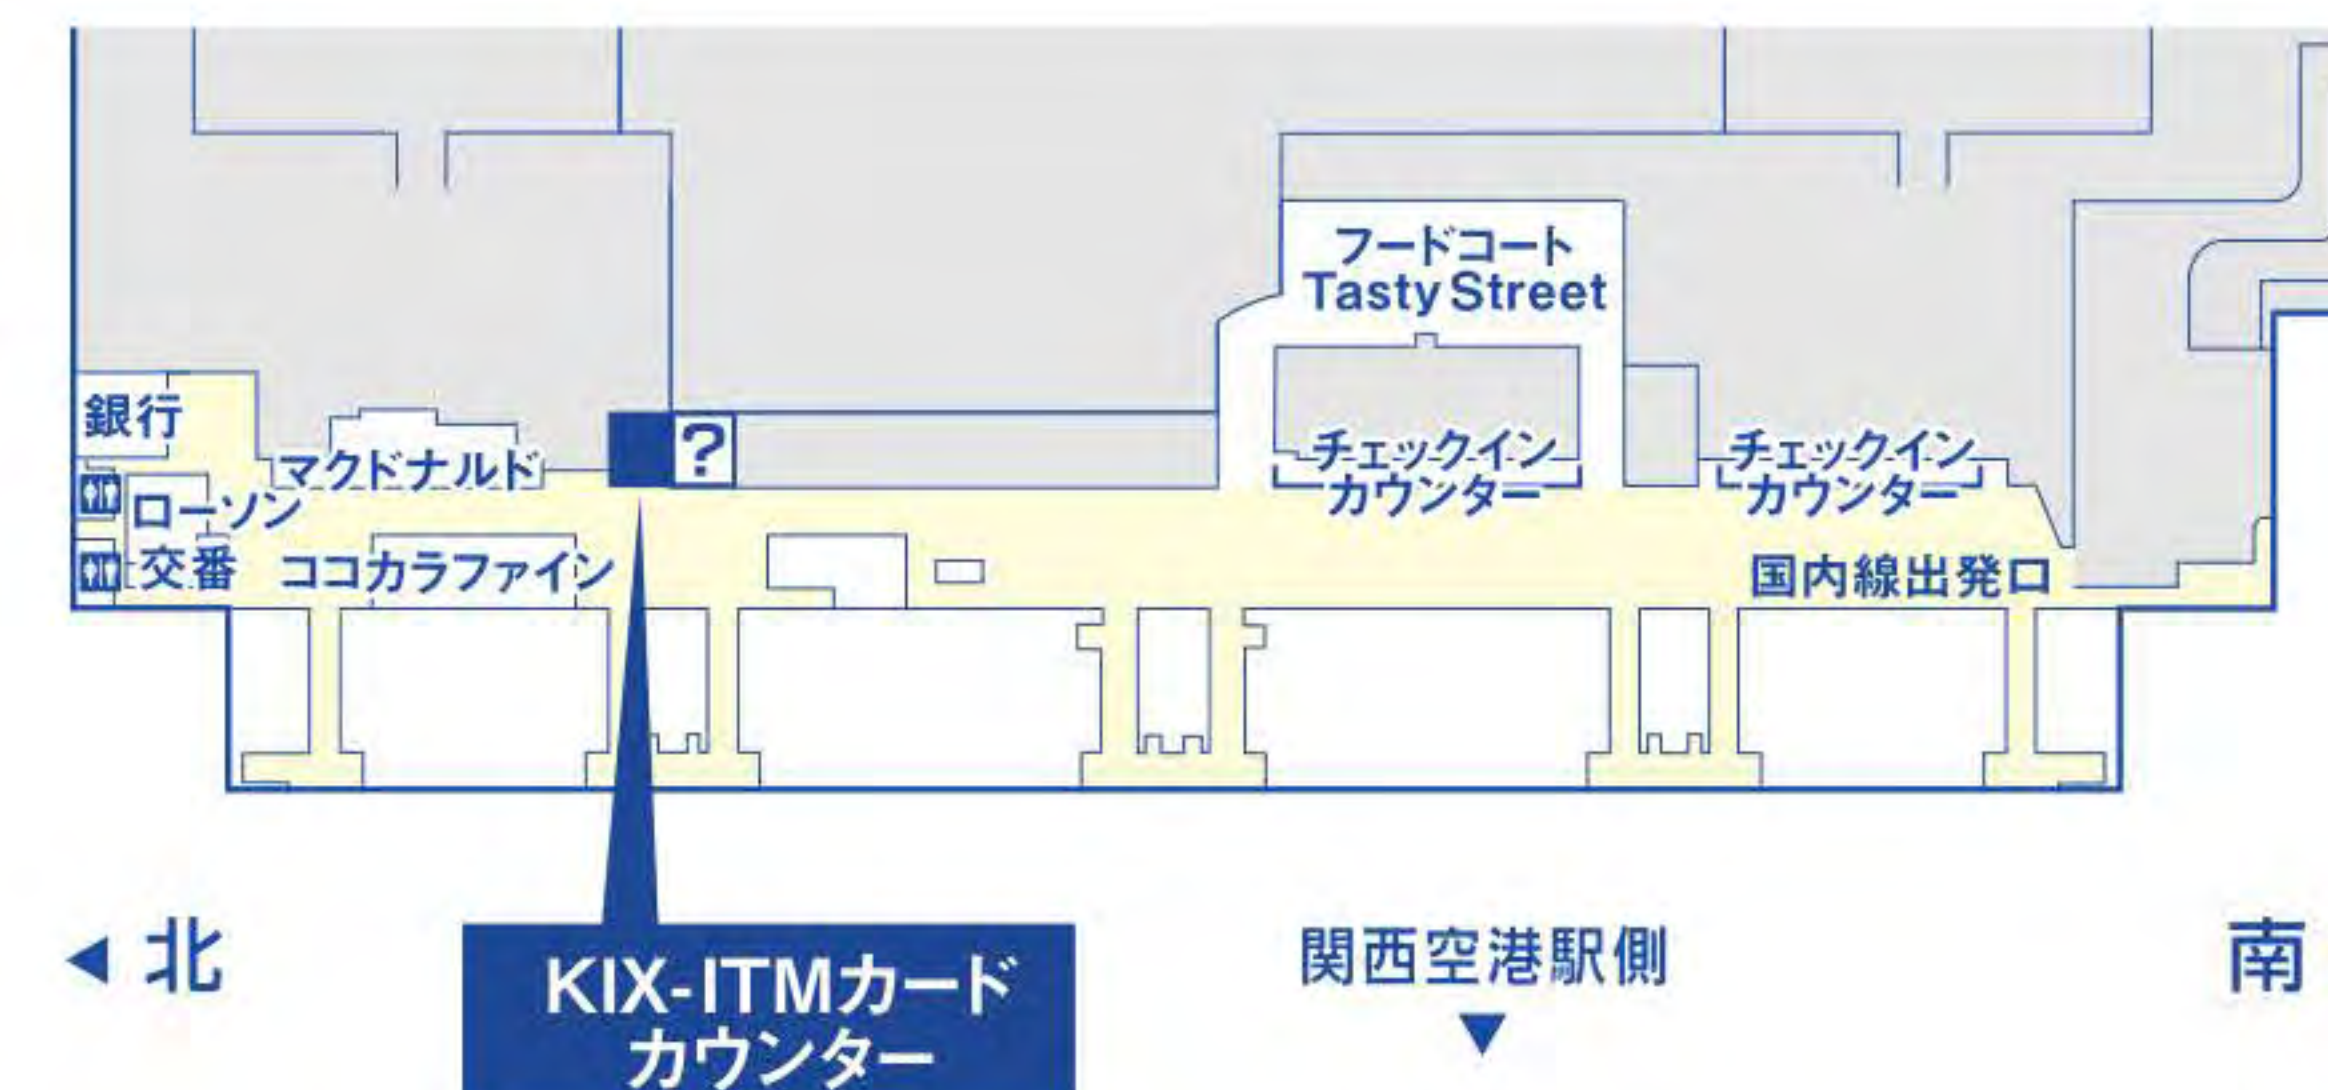 フードコート
Tasty Street
銀行
マクドナルド
?
チェックイン
カウンター
チェックイン
カウンター
ローソン
交番
ココカラファイン
国内線出発口
北
関西空港駅側
南
KIX-ITMカード
カウンター